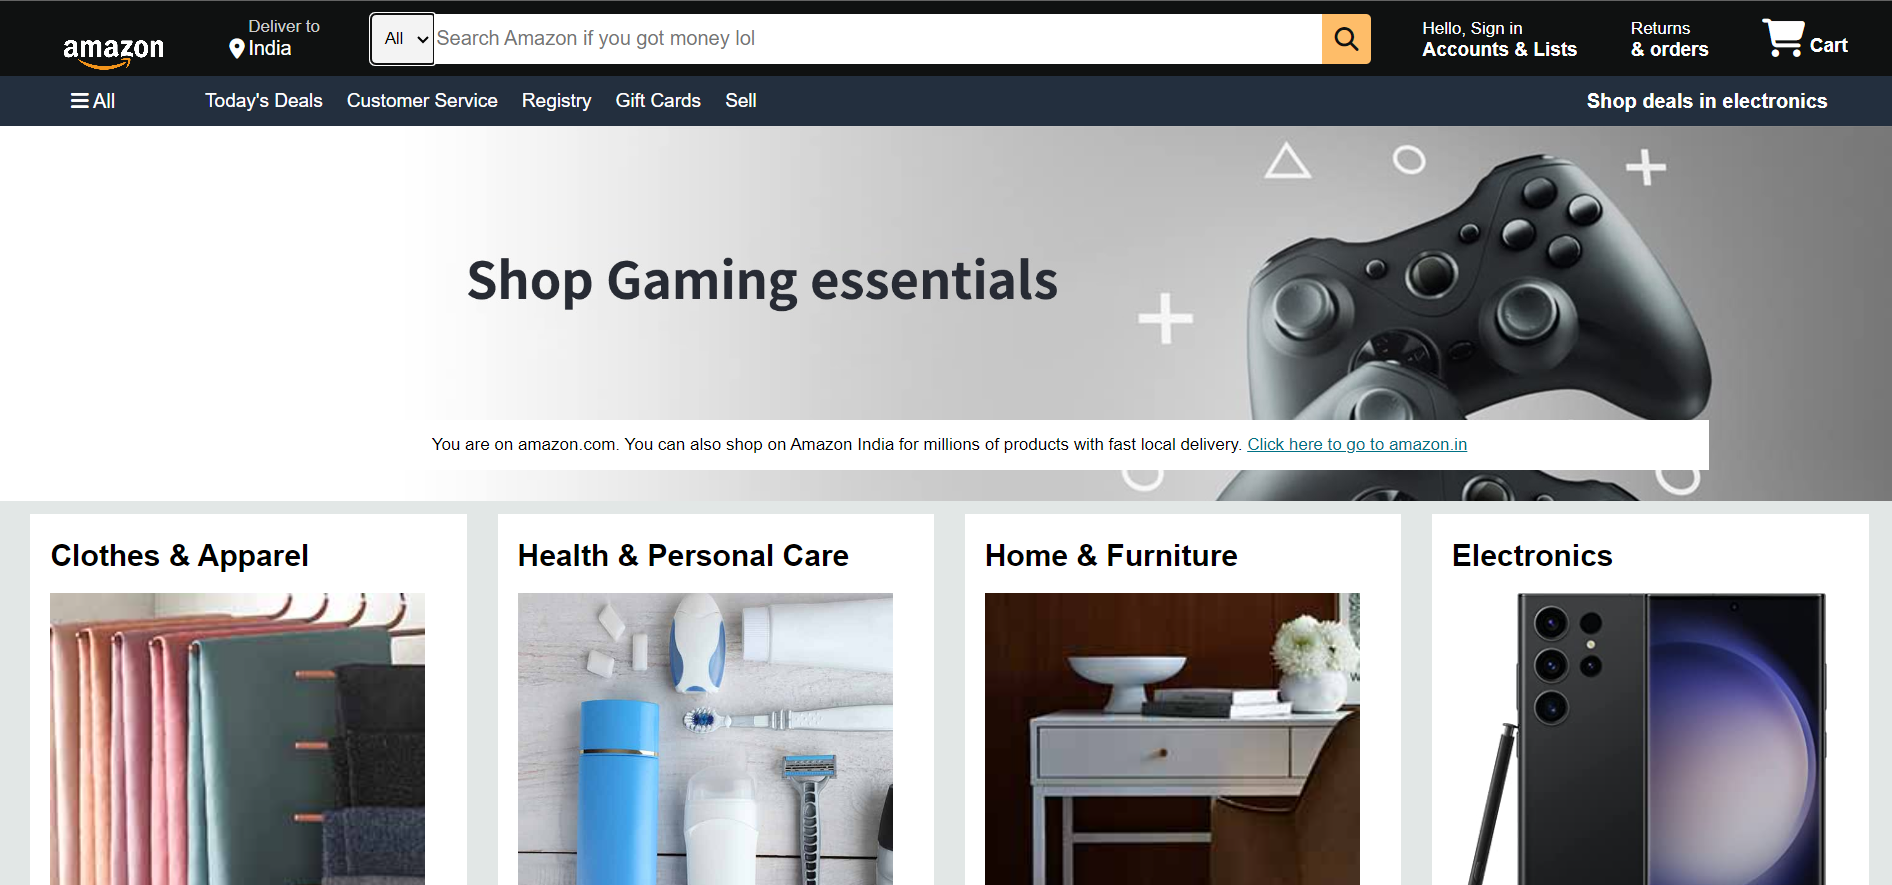 amazon
Deliver to
India
All
Search Amazon if you got money lol
Hello, Sign in
Accounts & Lists
Returns
& orders
Cart
All
Today's Deals
Customer Service
Registry
Gift Cards
Sell
Shop deals in electronics
Shop Gaming essentials
You are on amazon.com. You can also shop on Amazon India for millions of products with fast local delivery. Click here to go to amazon.in
Clothes & Apparel
Health & Personal Care
Home & Furniture
Electronics